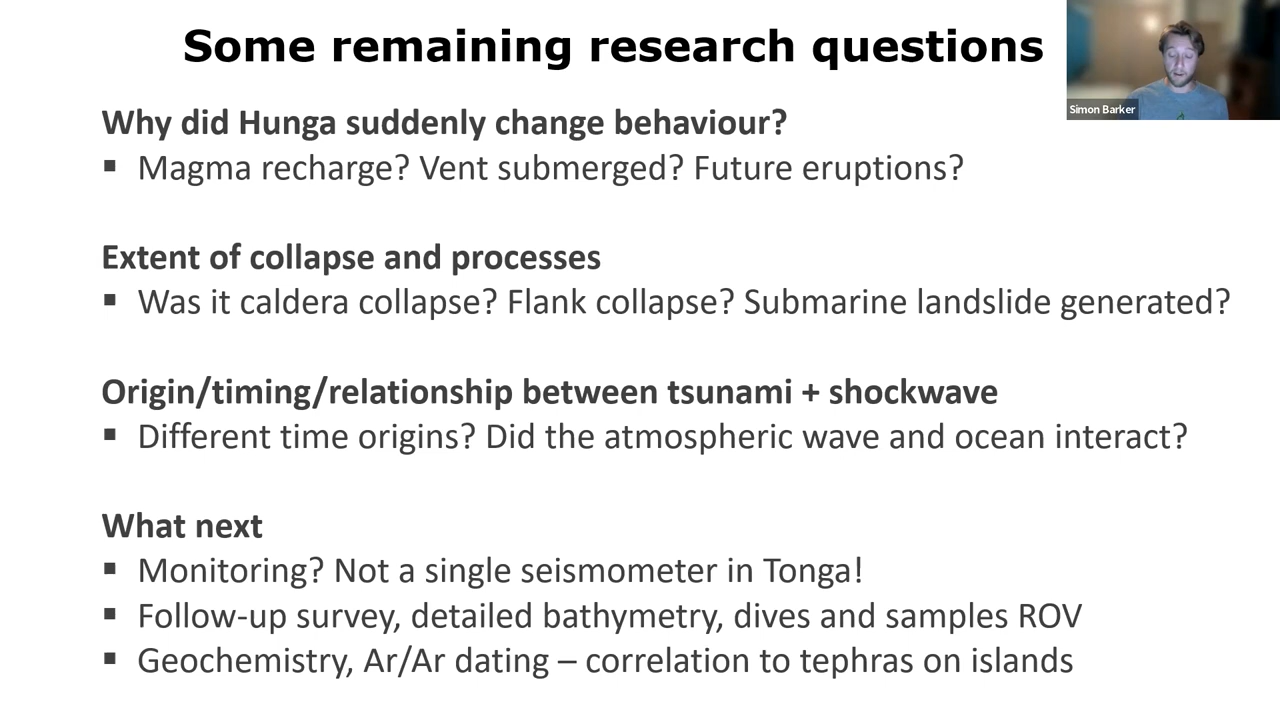 Some remaining research questions
Simon Barker
Why did Hunga suddenly change behaviour?
▪ Magma recharge? Vent submerged? Future eruptions?
Extent of collapse and processes
▪ Was it caldera collapse? Flank collapse? Submarine landslide generated?
Origin/timing/relationship between tsunami + shockwave
▪ Different time origins? Did the atmospheric wave and ocean interact?
What next
▪ Monitoring? Not a single seismometer in Tonga!
▪ Follow-up survey, detailed bathymetry, dives and samples ROV
▪ Geochemistry, Ar/Ar dating – correlation to tephras on islands